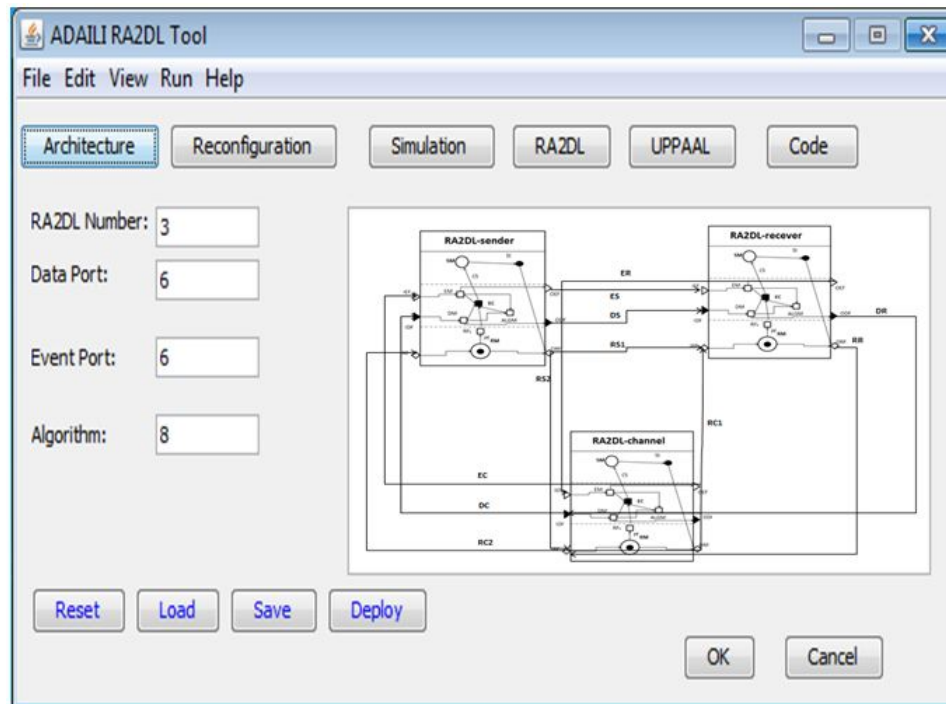 ADAILI RA2DL Tool
File Edit View Run Help
Architecture Reconfiguration Simulation RA2DL UPPAAL Code
RA2DL Number: 3
Data Port: 6
Event Port: 6
Algorithm: 8
RA2DL-sender
RA2DL-recever
ER
ES
DS
DR
RS1
RR
RS2
RC1
RA2DL-channel
EC
DC
RC2
Reset Load Save Deploy
OK Cancel